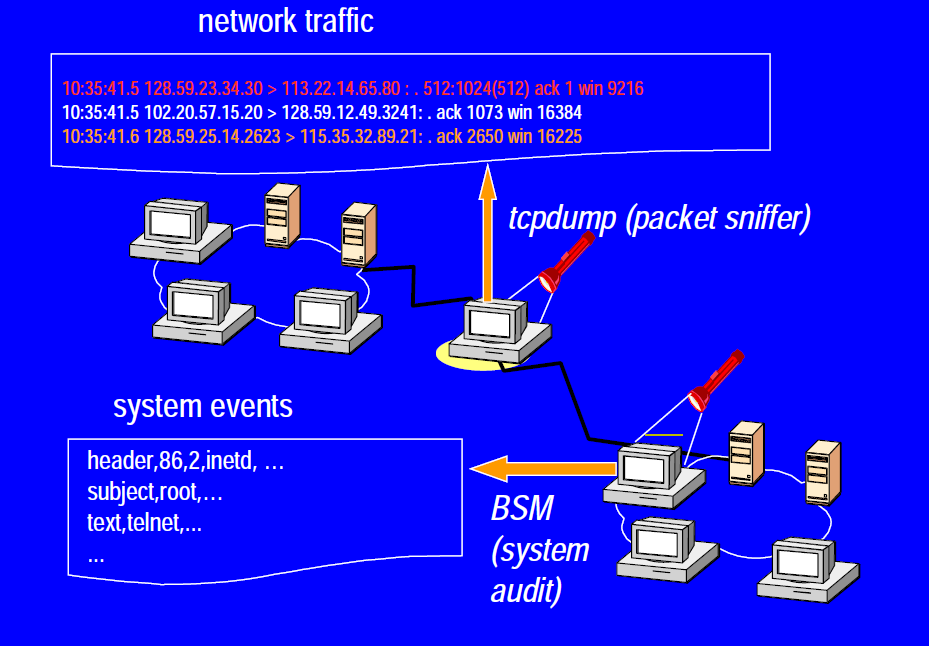 network traffic
10:35:41.5 128.59.23.34.30 > 113.22.14.65.80 : . 512:1024(512) ack 1 win 9216
10:35:41.5 102.20.57.15.20 > 128.59.12.49.3241: . ack 1073 win 16384
10:35:41.6 128.59.25.14.2623 > 115.35.32.89.21: . ack 2650 win 16225
tcpdump (packet sniffer)
system events
header,86,2,inetd, …
subject,root,…
text,telnet,...
...
BSM
(system
audit)